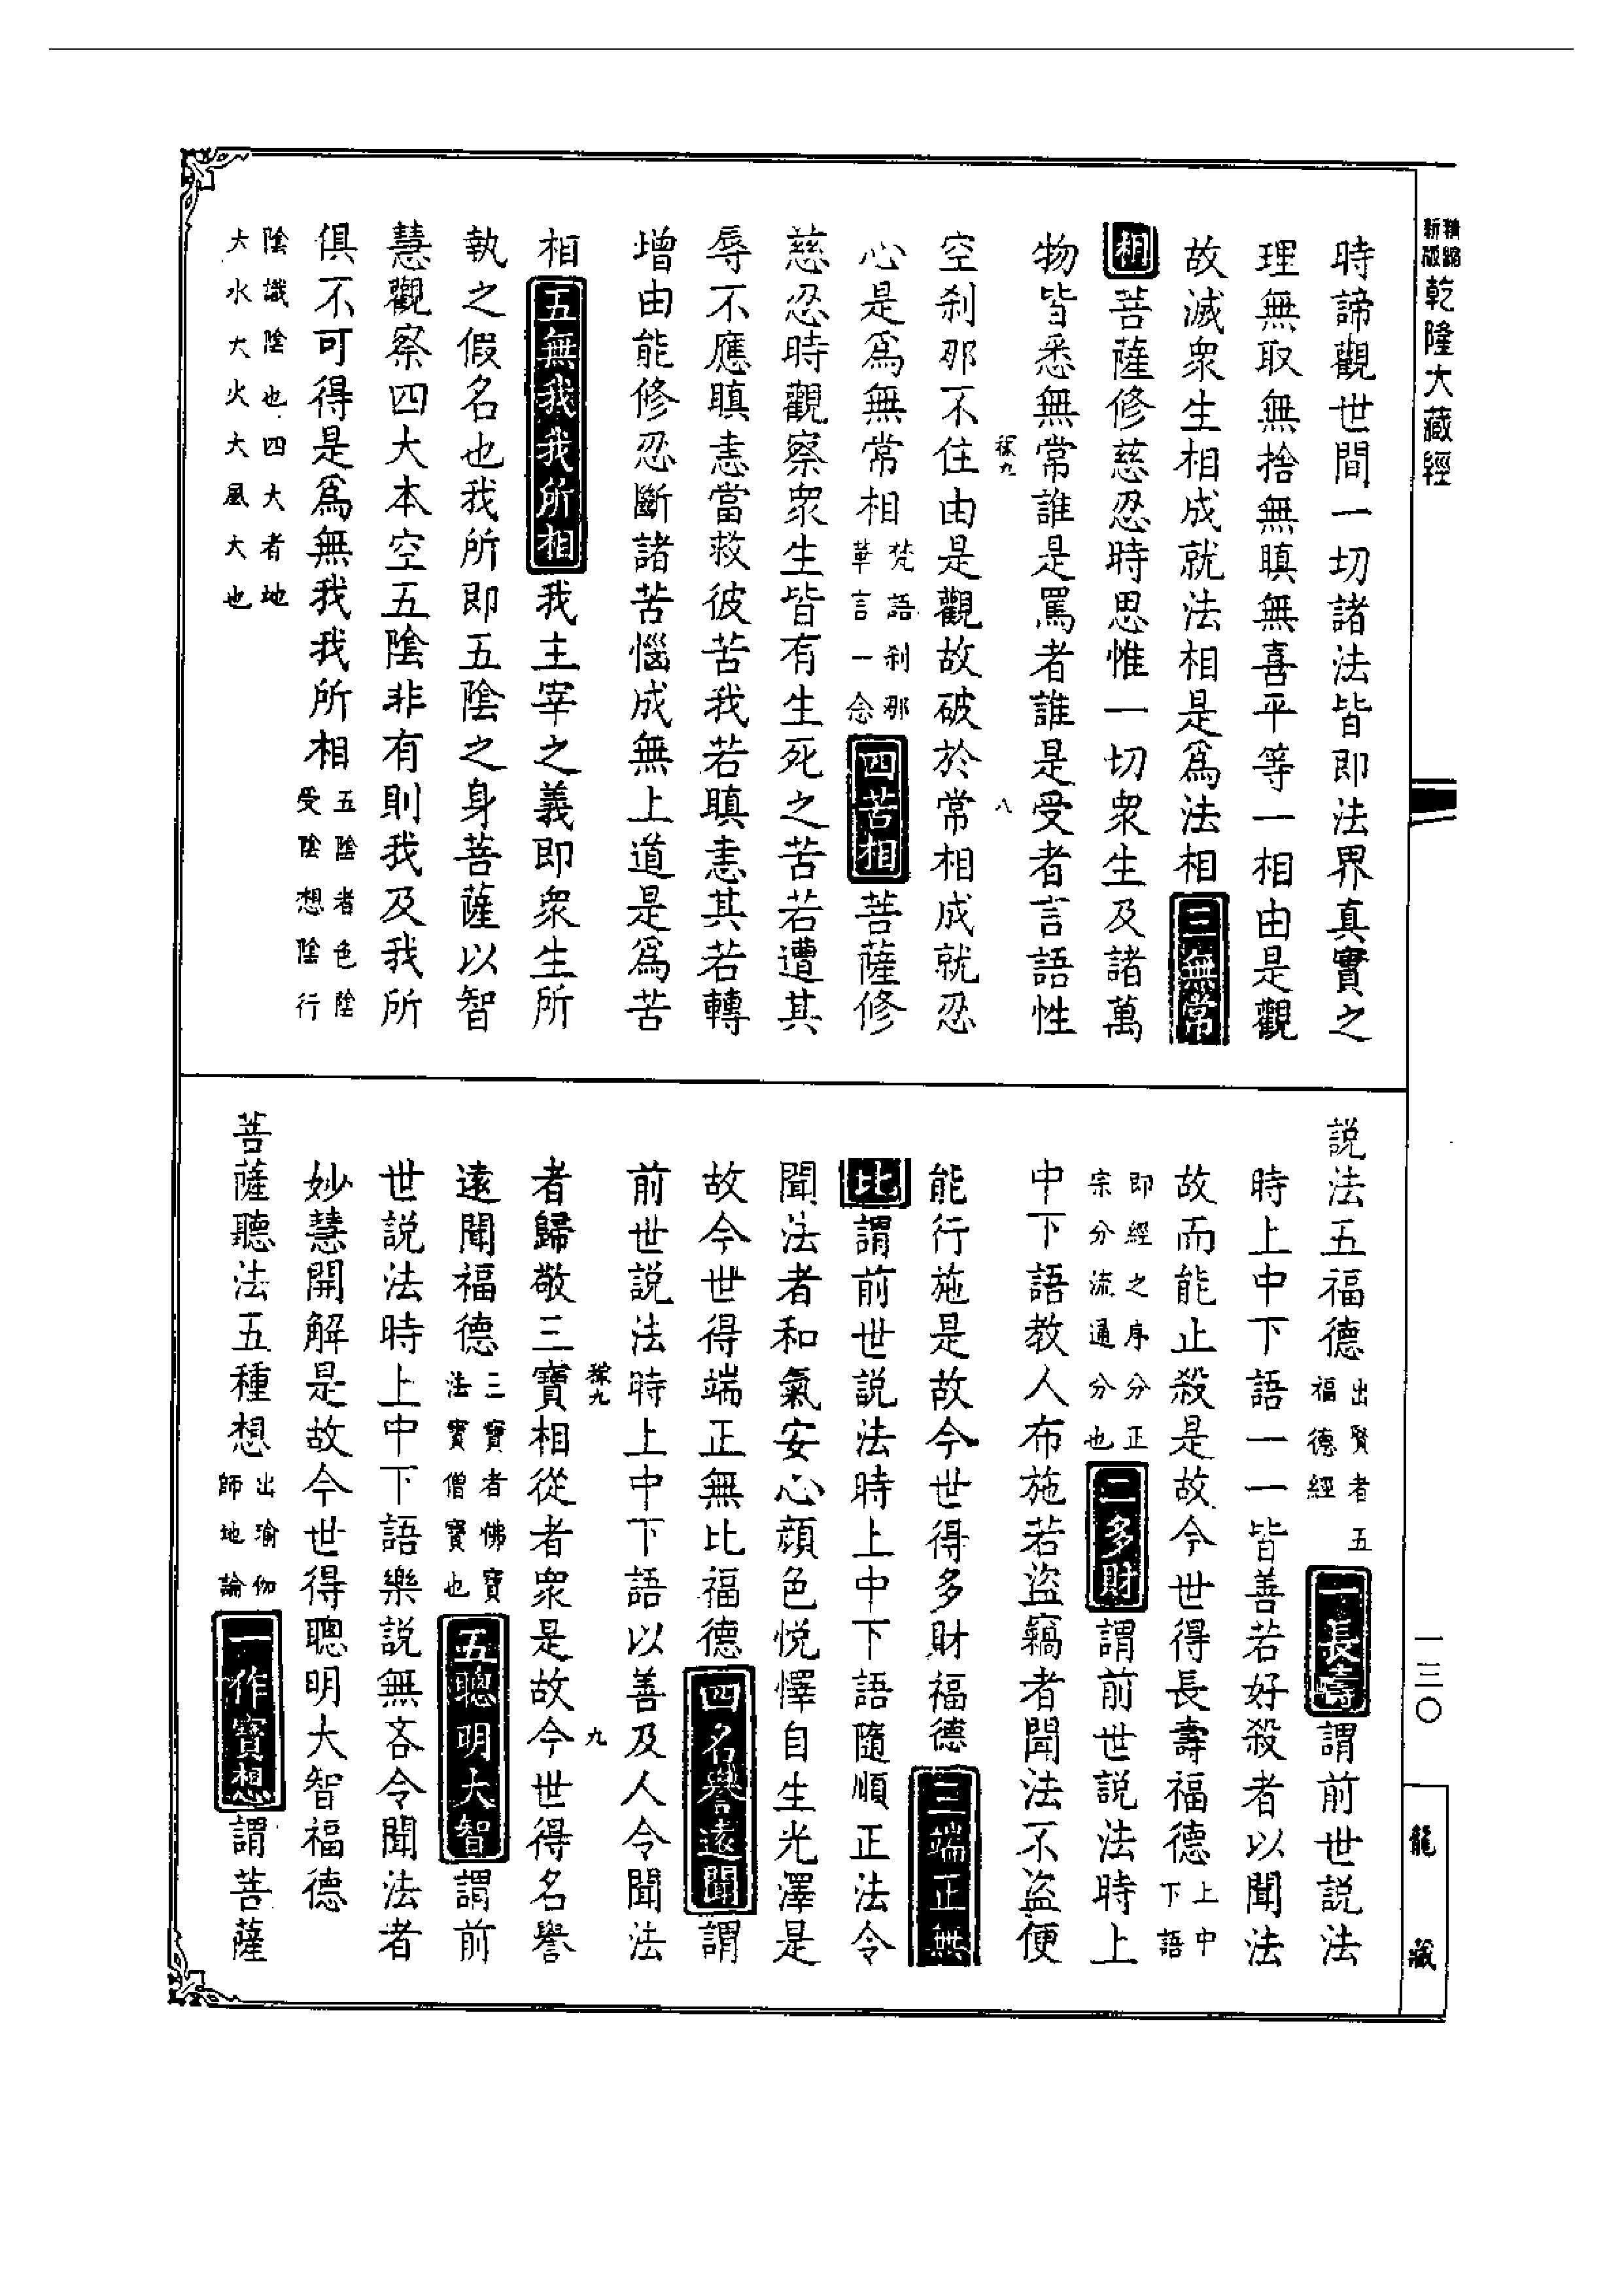 精縮
新版
乾隆大藏經
時諦觀世間一切諸法皆即法界真實之
理無取無捨無瞋無喜平等一相由是觀
故滅衆生相成就法相是爲法相三無常
相菩薩修慈忍時思惟一切衆生及諸萬
物皆悉無常誰是罵者誰是受者言語性
空刹那不住由是觀故破於常相成就忍
心是爲無常相梵語刹那華言一念四苦相菩薩修
慈忍時觀察衆生皆有生死之苦若遭其
辱不應瞋恚當救彼苦我若瞋恚其若轉
增由能修忍斷諸苦惱成無上道是爲苦
相五無我我所相我主宰之義即衆生所
執之假名也我所即五陰之身菩薩以智
慧觀察四大本空五陰非有則我及我所
俱不可得是爲無我我所相五陰者色陰受陰想陰行
陰識陰也四大者地大水大火大風大也
八
說法五福德出賢者五福德經一長壽謂前世説法
時上中下語一一皆善若好殺者以聞法
故而能止殺是故今世得長壽福德上中下語
即經之序分正宗分流通分也二多財謂前世説法時上
中下語教人布施若盜竊者聞法不盜便
能行施是故今世得多財福德三端正無
比謂前世説法時上中下語隨順正法令
聞法者和氣安心顔色悅懌自生光澤是
故今世得端正無比福德四名譽遠聞謂
前世説法時上中下語以善及人令聞法
者歸敬三寶相從者衆是故今世得名譽
遠聞福德三寶者佛寶法寶僧寶也五聰明大智謂前
世説法時上中下語樂説無吝令聞法者
妙慧開解是故今世得聰明大智福德
菩薩聽法五種想出瑜伽師地論一作寶想謂菩薩
九
一三〇
龍藏